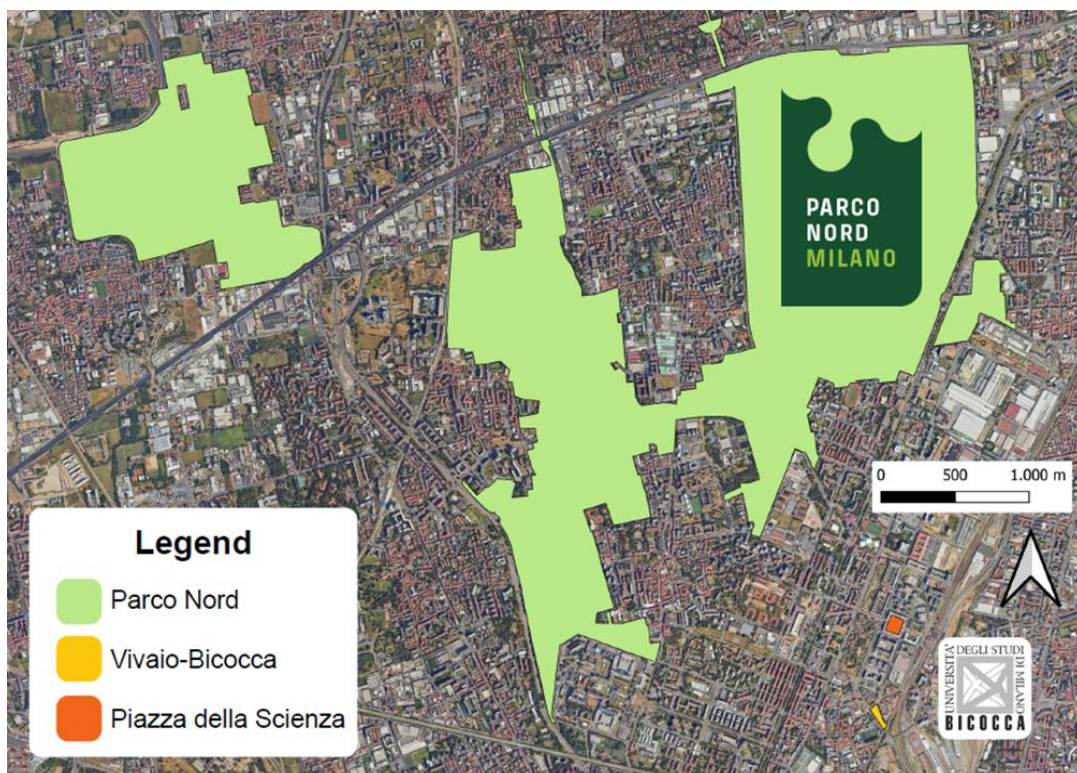 PARCO
NORD
MILANO
0 500 1.000 m
Legend
Parco Nord
Vivaio-Bicocca
Piazza della Scienza
UNIVERSITA'
DEGLI STUDI
DI MILANO
BICOCCA